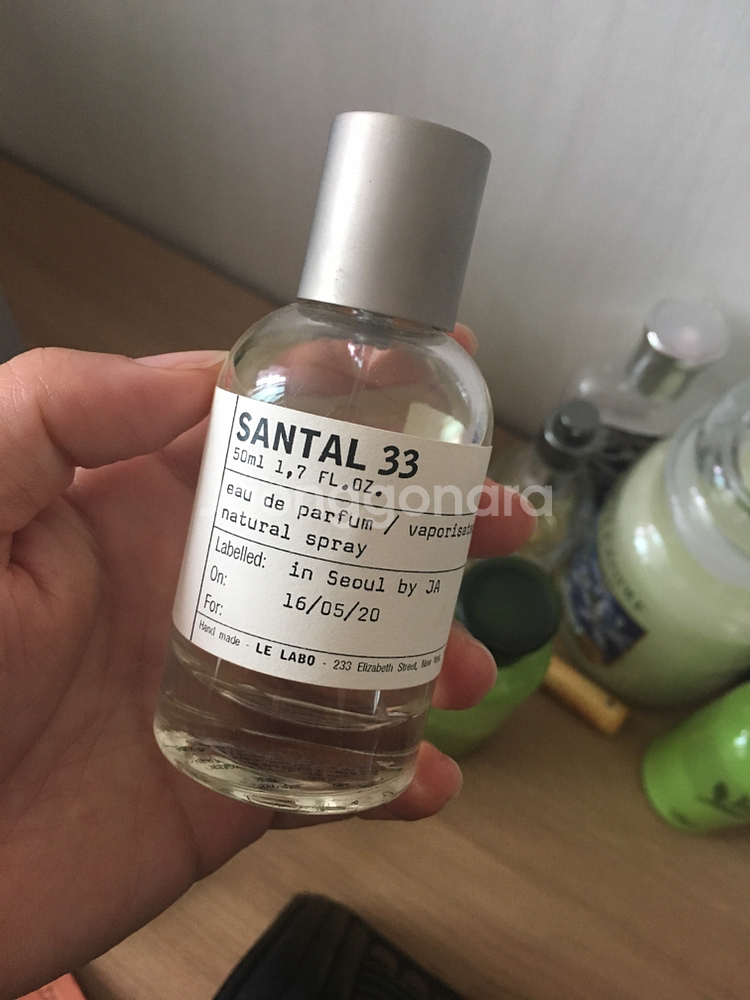 SANTAL 33
50ml 1,7 FL.OZ.
eau de parfum / vaporisat
natural spray
Labelled: in Seoul by JA
On: 16/05/20
For:
Hand made - LE LABO - 233 Elizabeth Street, New York,